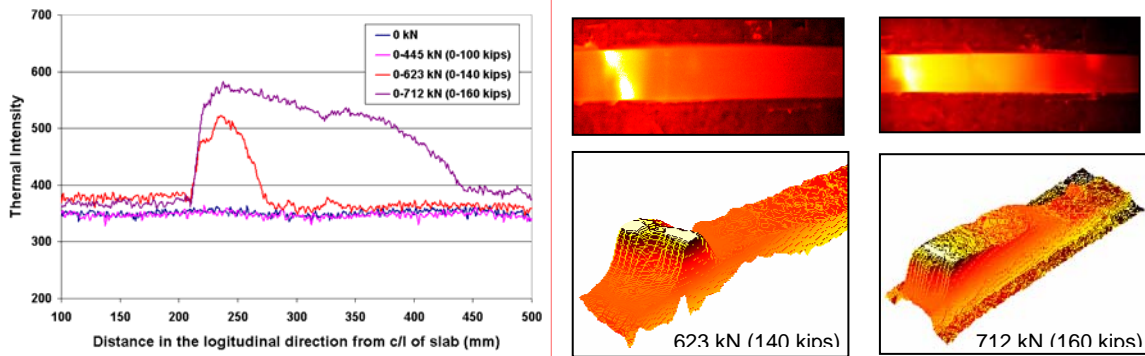 700
600
500
400
300
200
100 150 200 250 300 350 400 450 500
Thermal Intensity
Distance in the logitudinal direction from c/l of slab (mm)
0 kN
0-445 kN (0-100 kips)
0-623 kN (0-140 kips)
0-712 kN (0-160 kips)
623 kN (140 kips)
712 kN (160 kips)